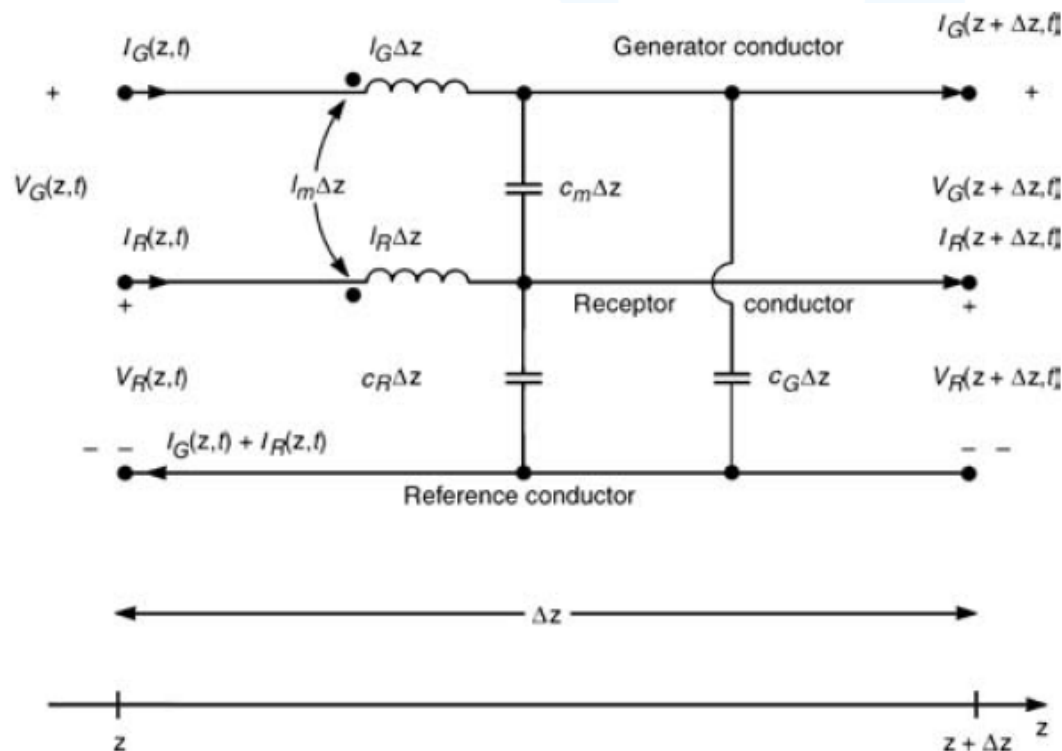 I_G(z,t) l_GΔz Generator conductor I_G(z + Δz,t)
+ +
V_G(z,t) l_mΔz c_mΔz V_G(z + Δz,t)
I_R(z,t) l_RΔz I_R(z + Δz,t)
+ Receptor conductor +
V_R(z,t) c_RΔz c_GΔz V_R(z + Δz,t)
– – I_G(z,t) + I_R(z,t) – –
Reference conductor
Δz
z z + Δz z